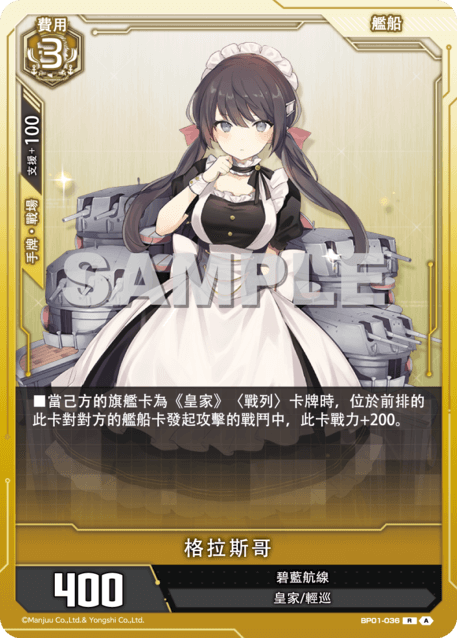 費用
3
艦船
支援+100
手牌・戰場
SAMPLE
■當己方的旗艦卡為《皇家》〈戰列〉卡牌時，位於前排的
此卡對對方的艦船卡發起攻擊的戰鬥中，此卡戰力+200。
格拉斯哥
400
碧藍航線
皇家/輕巡
©Manjuu Co.,Ltd.& Yongshi Co.,Ltd.
BP01-036 R A